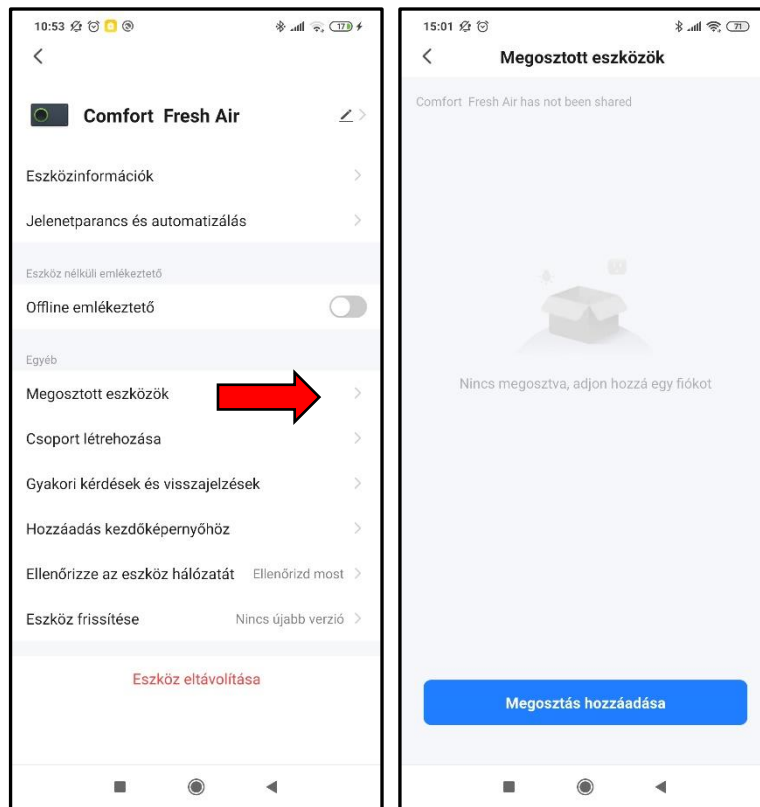 10:53
17
Comfort Fresh Air
Eszközinformációk
Jelenetparancs és automatizálás
Eszköz nélküli emlékeztető
Offline emlékeztető
Egyéb
Megosztott eszközök
Csoport létrehozása
Gyakori kérdések és visszajelzések
Hozzáadás kezdőképernyőhöz
Ellenőrizze az eszköz hálózatát Ellenőrizd most
Eszköz frissítése Nincs újabb verzió
Eszköz eltávolítása
15:01
71
Megosztott eszközök
Comfort Fresh Air has not been shared
Nincs megosztva, adjon hozzá egy fiókot
Megosztás hozzáadása